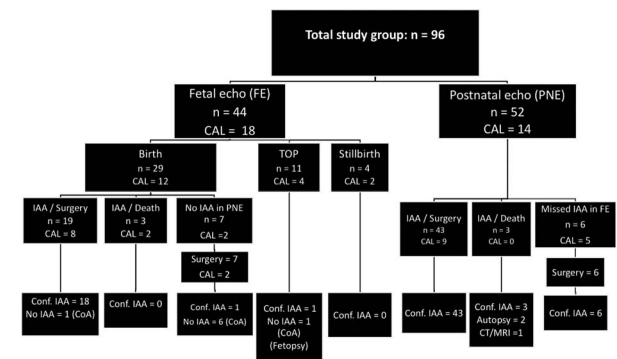 Total study group: n = 96
Fetal echo (FE)
n = 44
CAL = 18
Postnatal echo (PNE)
n = 52
CAL = 14
Birth
n = 29
CAL = 12
TOP
n = 11
CAL = 4
Stillbirth
n = 4
CAL = 2
IAA / Surgery
n = 19
CAL = 8
IAA / Death
n = 3
CAL = 2
No IAA in PNE
n = 7
CAL =2
IAA / Surgery
n = 43
CAL = 9
IAA / Death
n = 3
CAL = 0
Missed IAA in FE
n = 6
CAL = 5
Surgery = 7
CAL = 2
Surgery = 6
Conf. IAA = 18
No IAA = 1 (CoA)
Conf. IAA = 0
Conf. IAA = 1
No IAA = 6 (CoA)
Conf. IAA = 1
No IAA = 1
(CoA)
(Fetopsy)
Conf. IAA = 0
Conf. IAA = 43
Conf. IAA = 3
Autopsy = 2
CT/MRI =1
Conf. IAA = 6